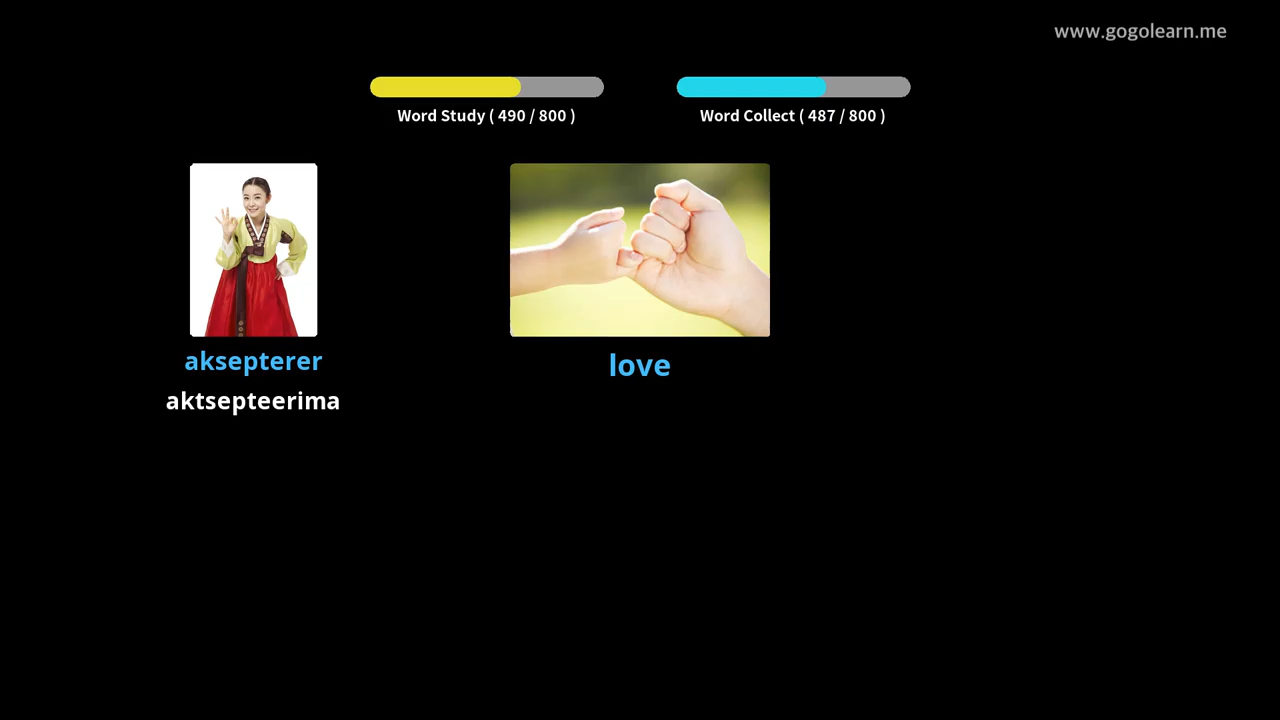 www.gogolearn.me
Word Study ( 490 / 800 )
Word Collect ( 487 / 800 )
aksepterer
love
aktsepteerima